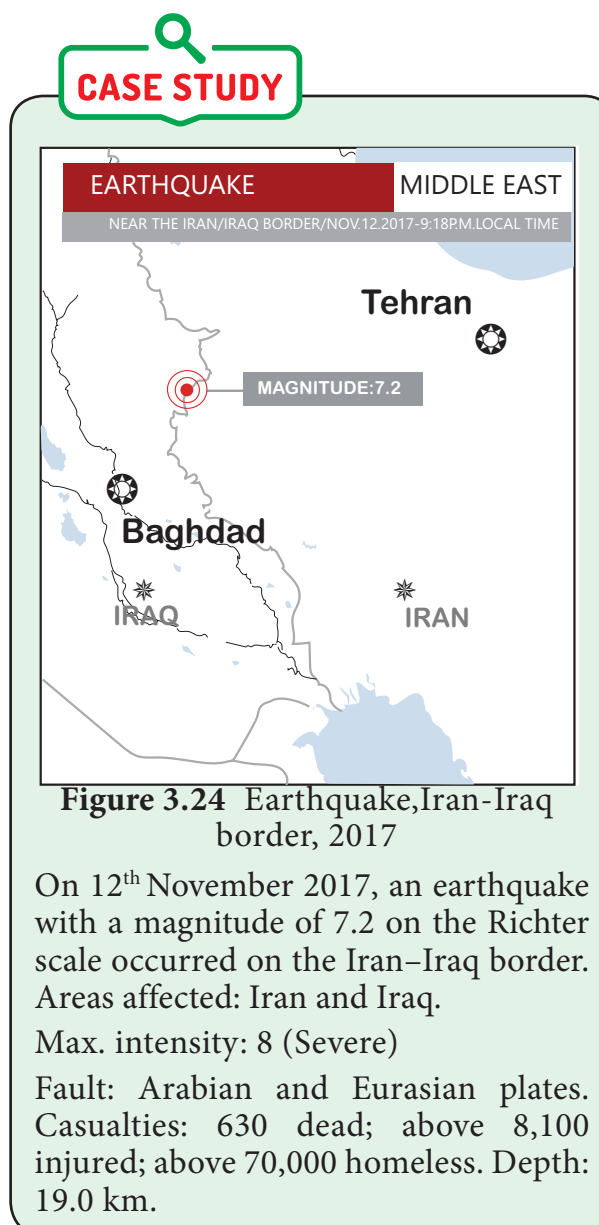 CASE STUDY
EARTHQUAKE
MIDDLE EAST
NEAR THE IRAN/IRAQ BORDER/NOV.12.2017-9:18P.M.LOCAL TIME
Tehran
MAGNITUDE:7.2
Baghdad
IRAQ
IRAN
Figure 3.24 Earthquake,Iran-Iraq
border, 2017
On 12th November 2017, an earthquake
with a magnitude of 7.2 on the Richter
scale occurred on the Iran–Iraq border.
Areas affected: Iran and Iraq.
Max. intensity: 8 (Severe)
Fault: Arabian and Eurasian plates.
Casualties: 630 dead; above 8,100
injured; above 70,000 homeless. Depth:
19.0 km.